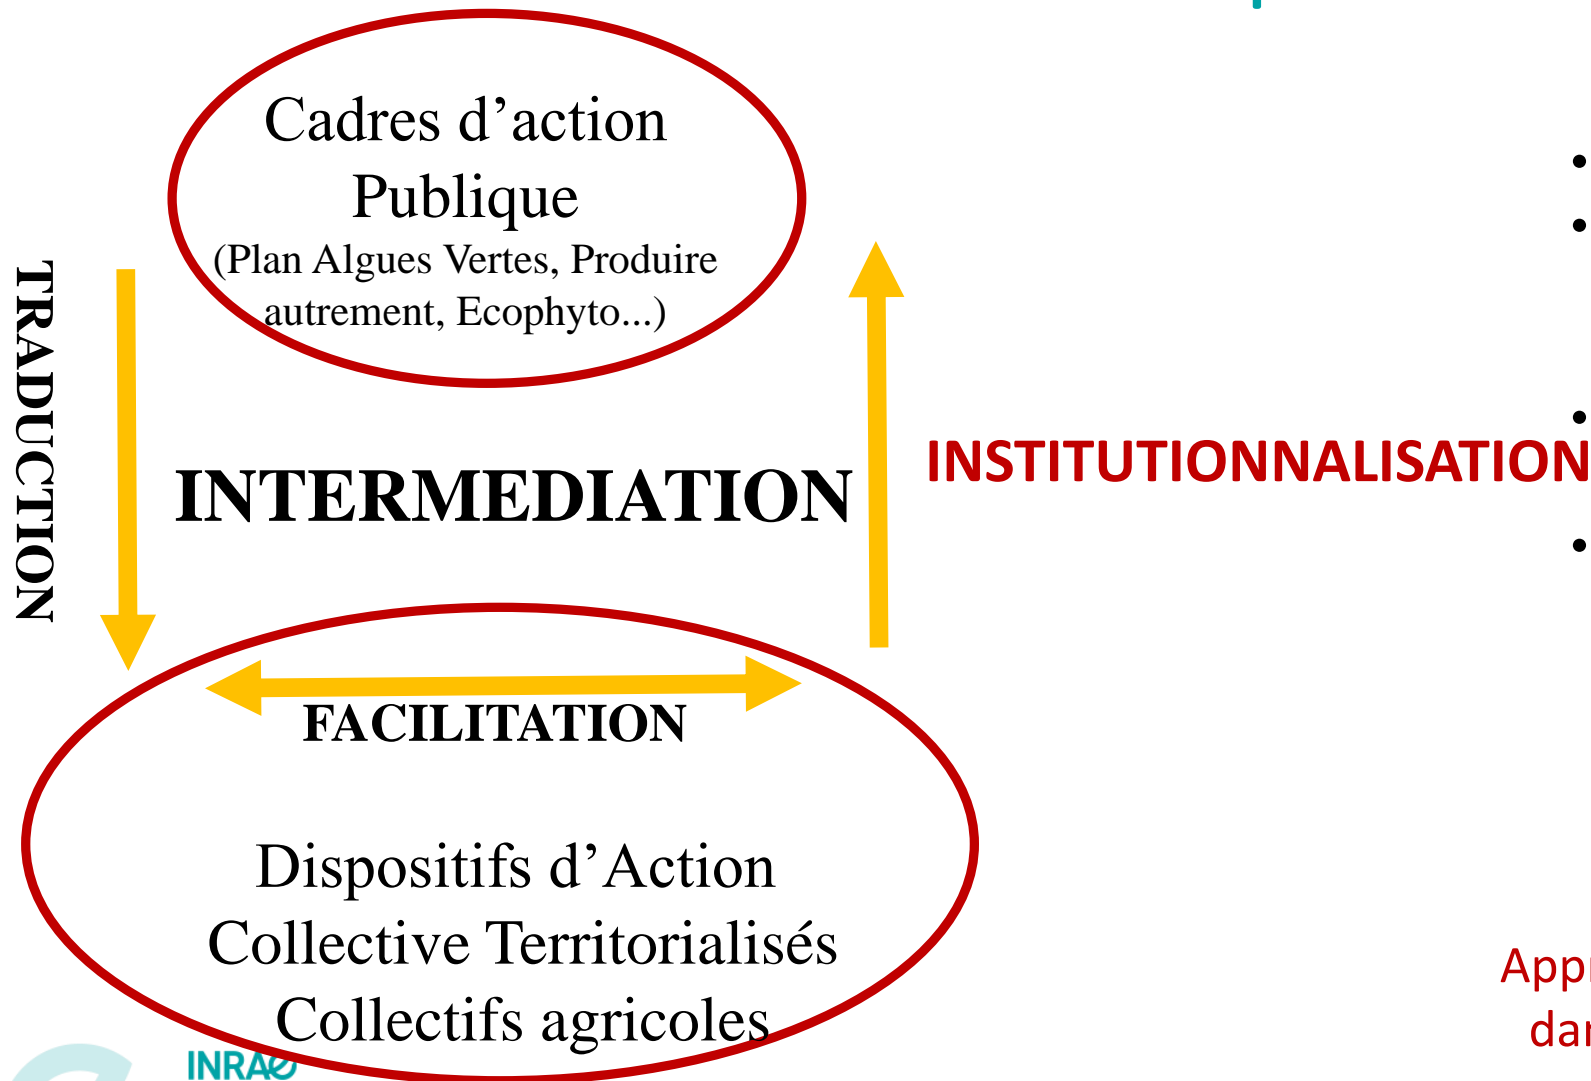 Cadres d’action
Publique
(Plan Algues Vertes, Produire
autrement, Ecophyto...)
TRADUCTION
INTERMEDIATION
INSTITUTIONNALISATION
FACILITATION
Dispositifs d’Action
Collective Territorialisés
Collectifs agricoles
INRAE